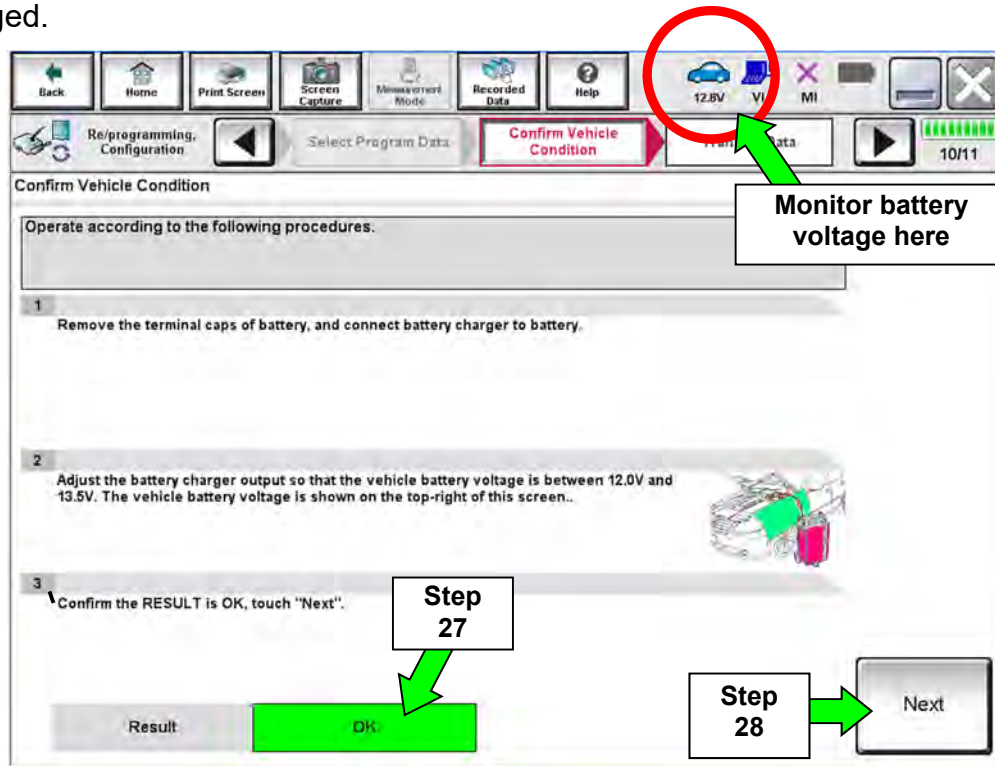 ged.
Back
Home
Print Screen
Screen
Capture
Measurement
Mode
Recorded
Data
Help
12.8V
VI
MI
Re/programming,
Configuration
Select Program Data
Confirm Vehicle
Condition
Data
10/11
Confirm Vehicle Condition
Monitor battery
voltage here
Operate according to the following procedures.
1
Remove the terminal caps of battery, and connect battery charger to battery.
2
Adjust the battery charger output so that the vehicle battery voltage is between 12.0V and
13.5V. The vehicle battery voltage is shown on the top-right of this screen..
3
Confirm the RESULT is OK, touch "Next".
Step
27
Result
OK
Step
28
Next